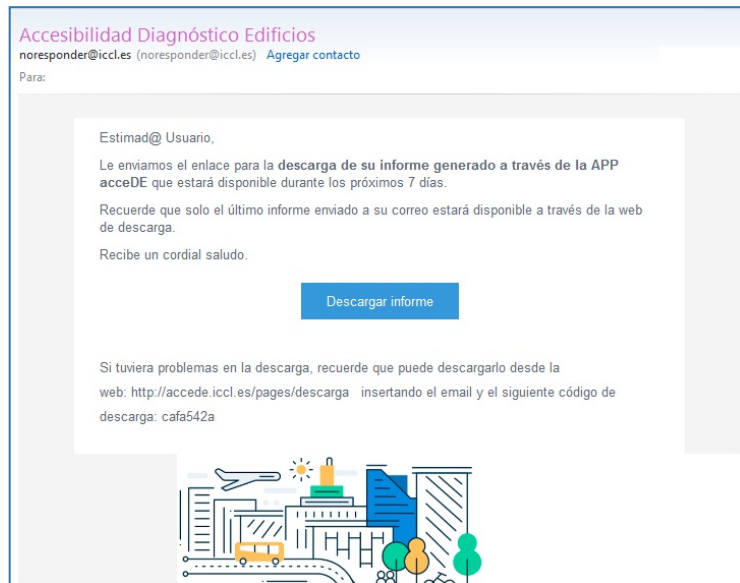 Accesibilidad Diagnóstico Edificios
noresponder@iccl.es (noresponder@iccl.es) Agregar contacto
Para:
Estimad@ Usuario,
Le enviamos el enlace para la descarga de su informe generado a través de la APP
acceDE que estará disponible durante los próximos 7 días.
Recuerde que solo el último informe enviado a su correo estará disponible a través de la web
de descarga.
Recibe un cordial saludo.
Descargar informe
Si tuviera problemas en la descarga, recuerde que puede descargarlo desde la
web: http://accede.iccl.es/pages/descarga insertando el email y el siguiente código de
descarga: cafa542a